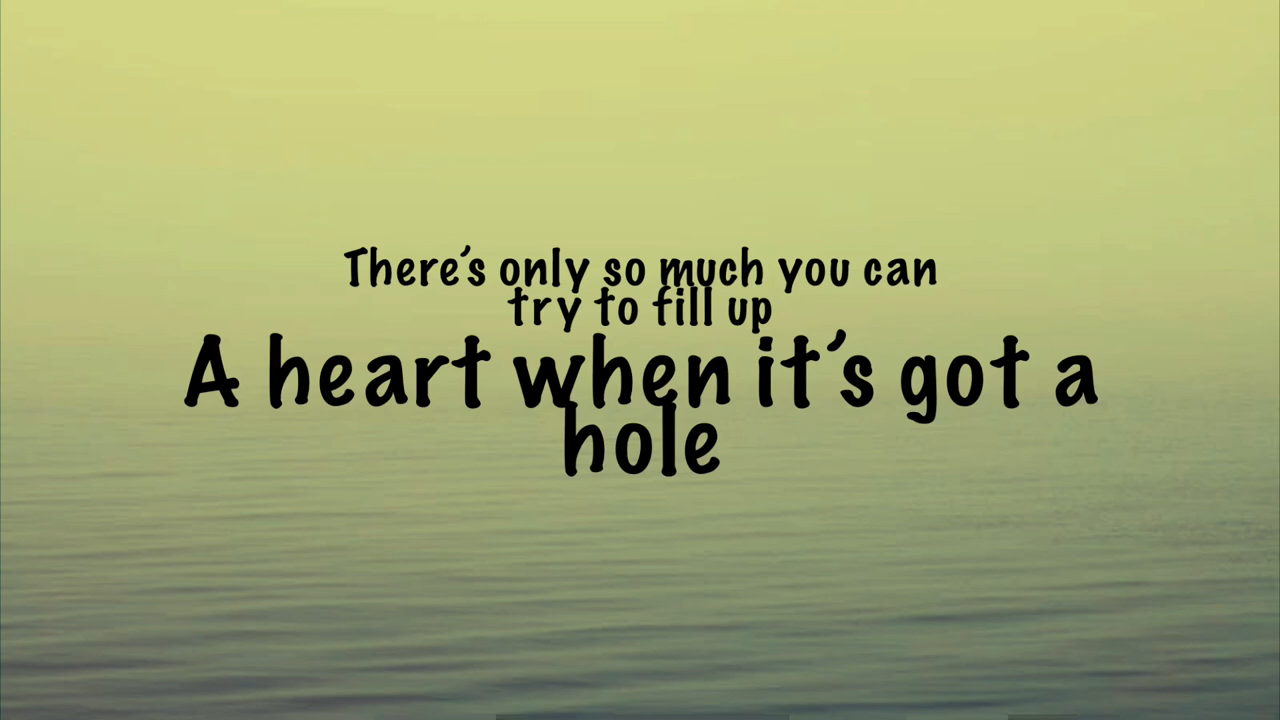 There’s only so much you can
try to fill up
A heart when it’s got a
hole